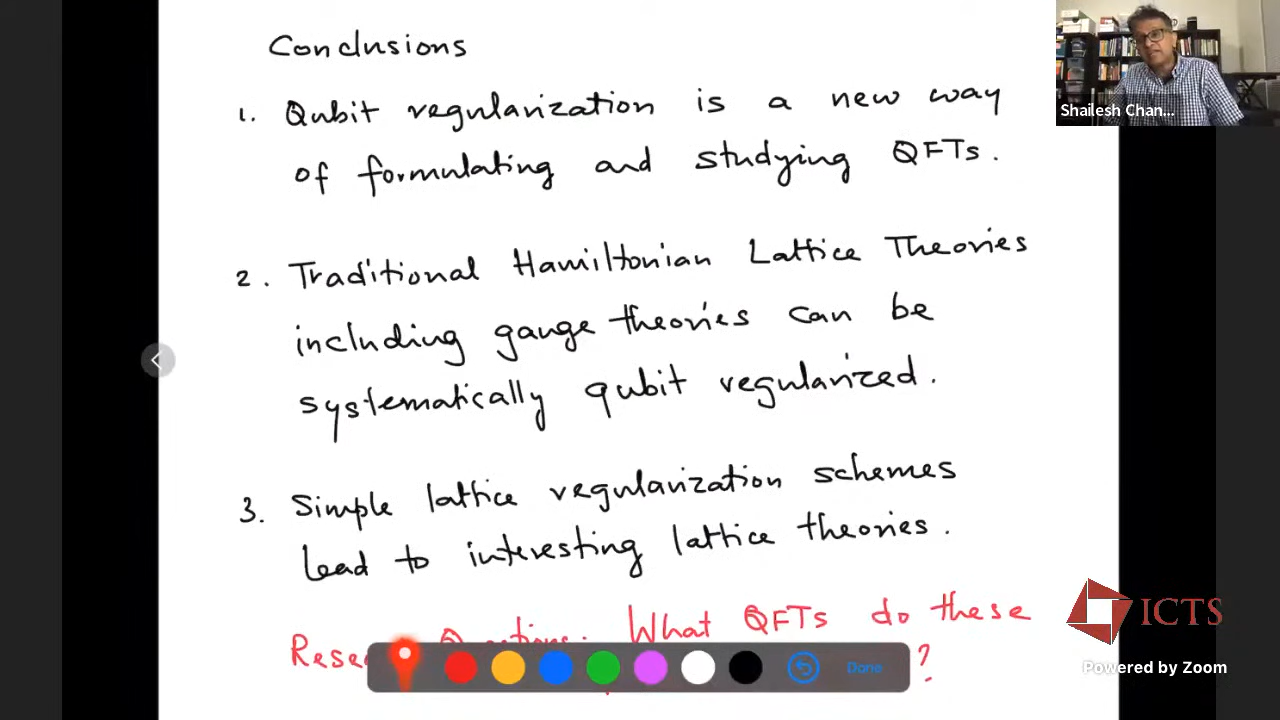 Conclusions
1. Qubit regularization is a new way
of formulating and studying QFTs.
2. Traditional Hamiltonian Lattice Theories
including gauge theories can be
systematically qubit regularized.
3. Simple lattice regularization schemes
lead to interesting lattice theories.
What QFTs do these
?
Done
Shailesh Chan...
ICTS
Powered by Zoom